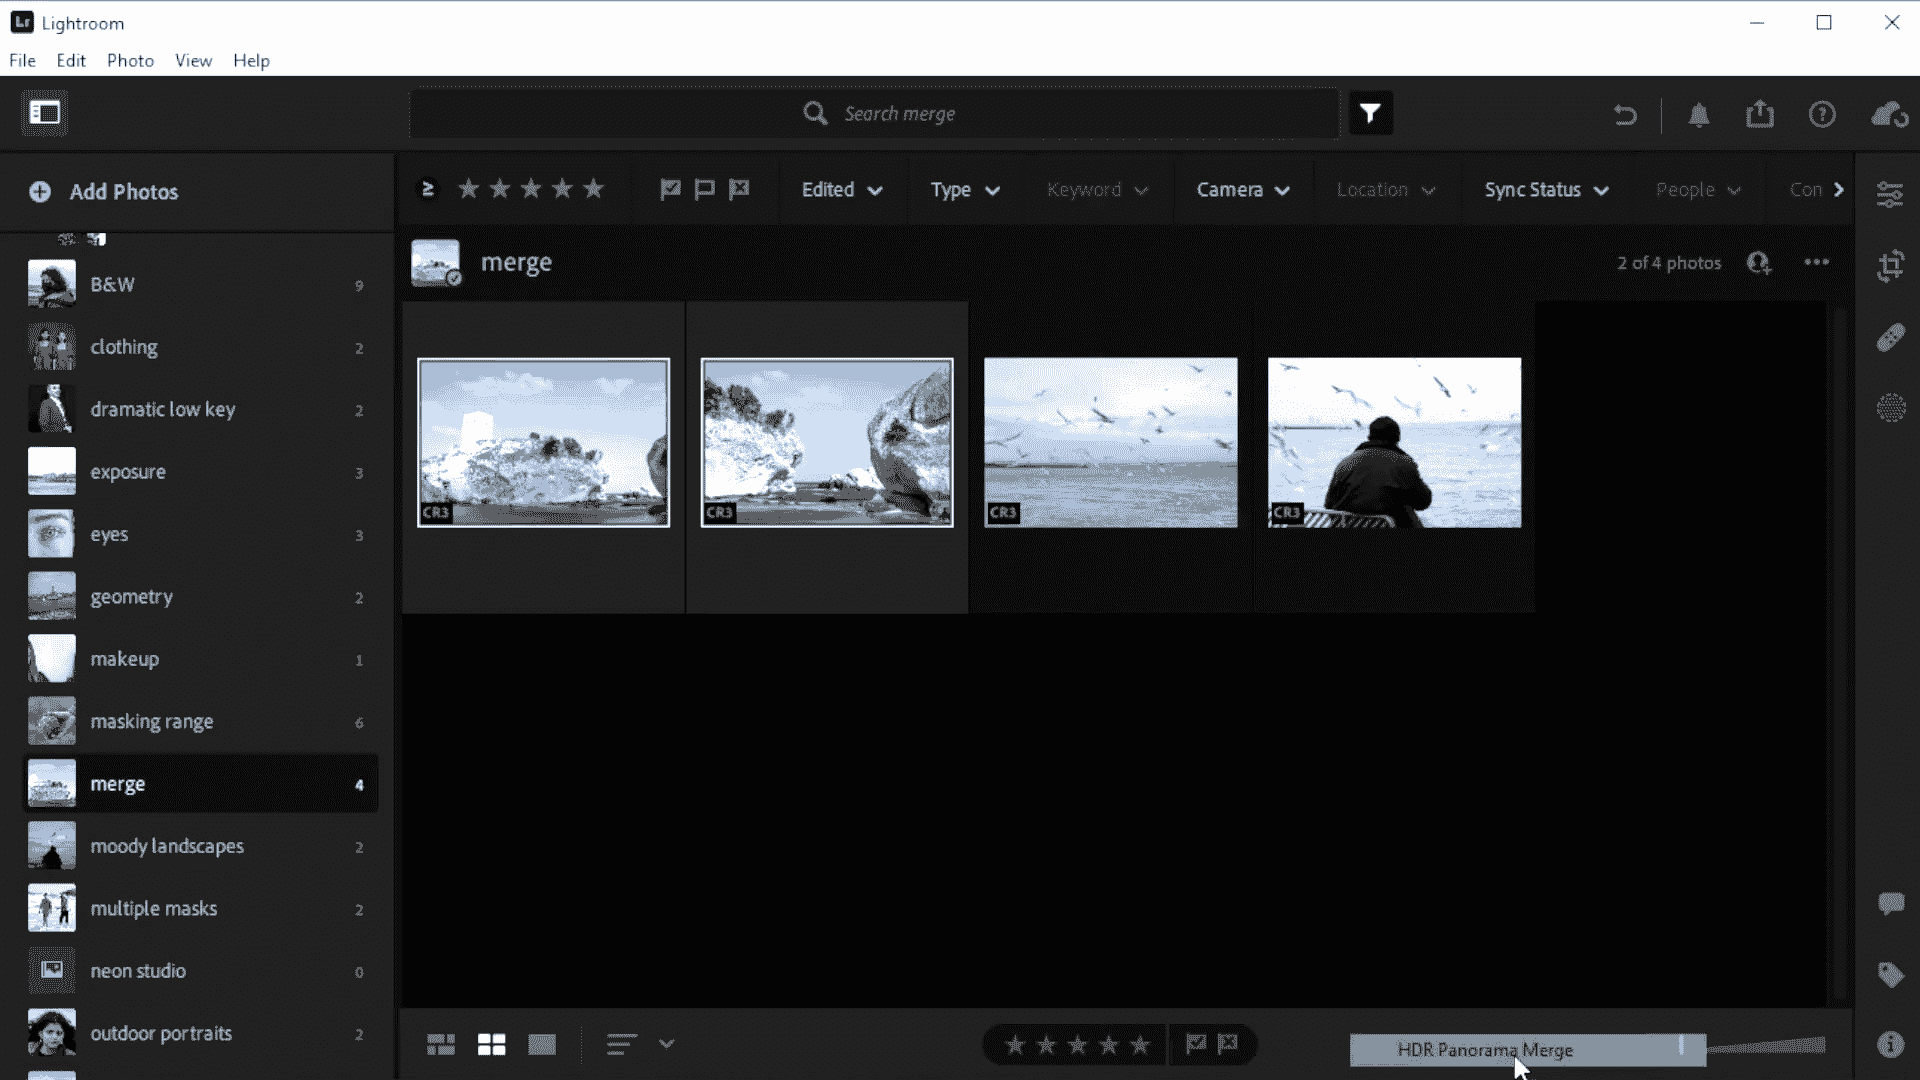 Lr Lightroom
File Edit Photo View Help
Search merge
Add Photos
≥ Edited Type Keyword Camera Location Sync Status People Con
merge 2 of 4 photos
B&W 9
clothing 2
dramatic low key 2
exposure 3
eyes 3
geometry 2
makeup 1
masking range 6
merge 4
moody landscapes 2
multiple masks 2
neon studio 0
outdoor portraits 2
CR3 CR3 CR3 CR3
HDR Panorama Merge